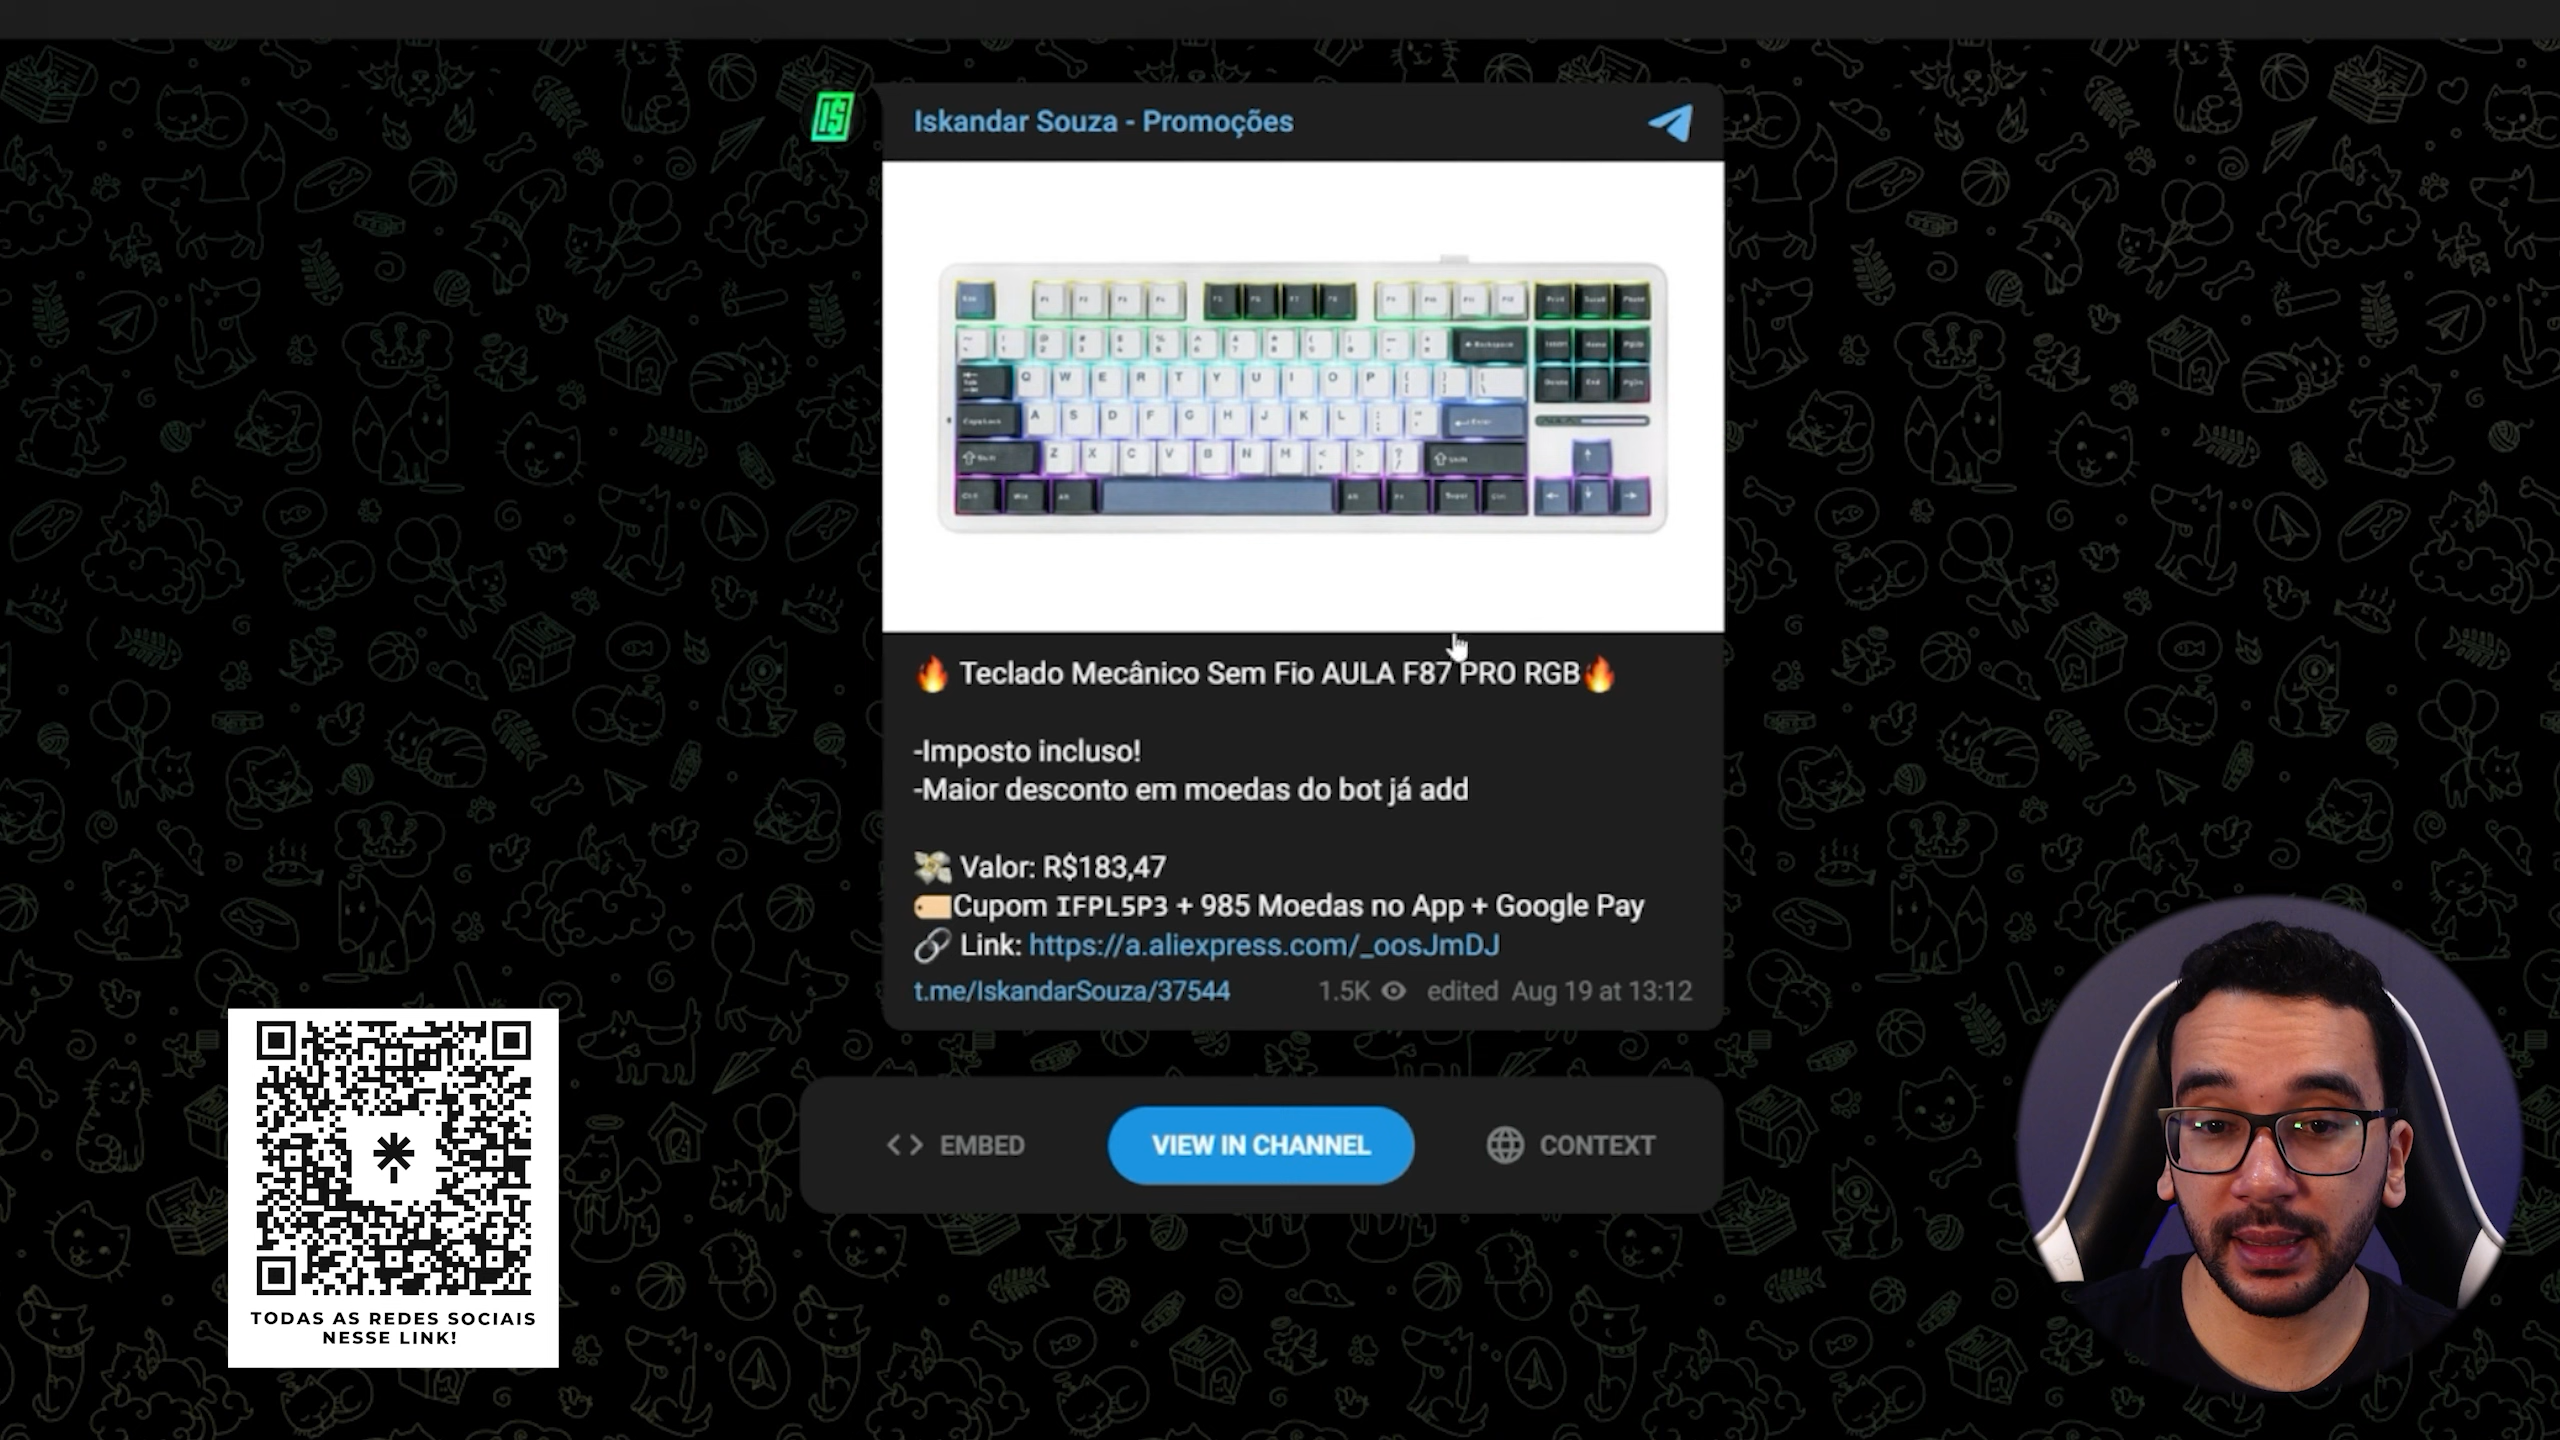 Iskandar Souza - Promoções
🔥 Teclado Mecânico Sem Fio AULA F87 PRO RGB🔥
-Imposto incluso!
-Maior desconto em moedas do bot já add
💸 Valor: R$183,47
🏷️Cupom IFPL5P3 + 985 Moedas no App + Google Pay
🔗 Link: https://a.aliexpress.com/_oosJmDJ
t.me/IskandarSouza/37544 1.5K edited Aug 19 at 13:12
EMBED VIEW IN CHANNEL CONTEXT
TODAS AS REDES SOCIAIS
NESSE LINK!